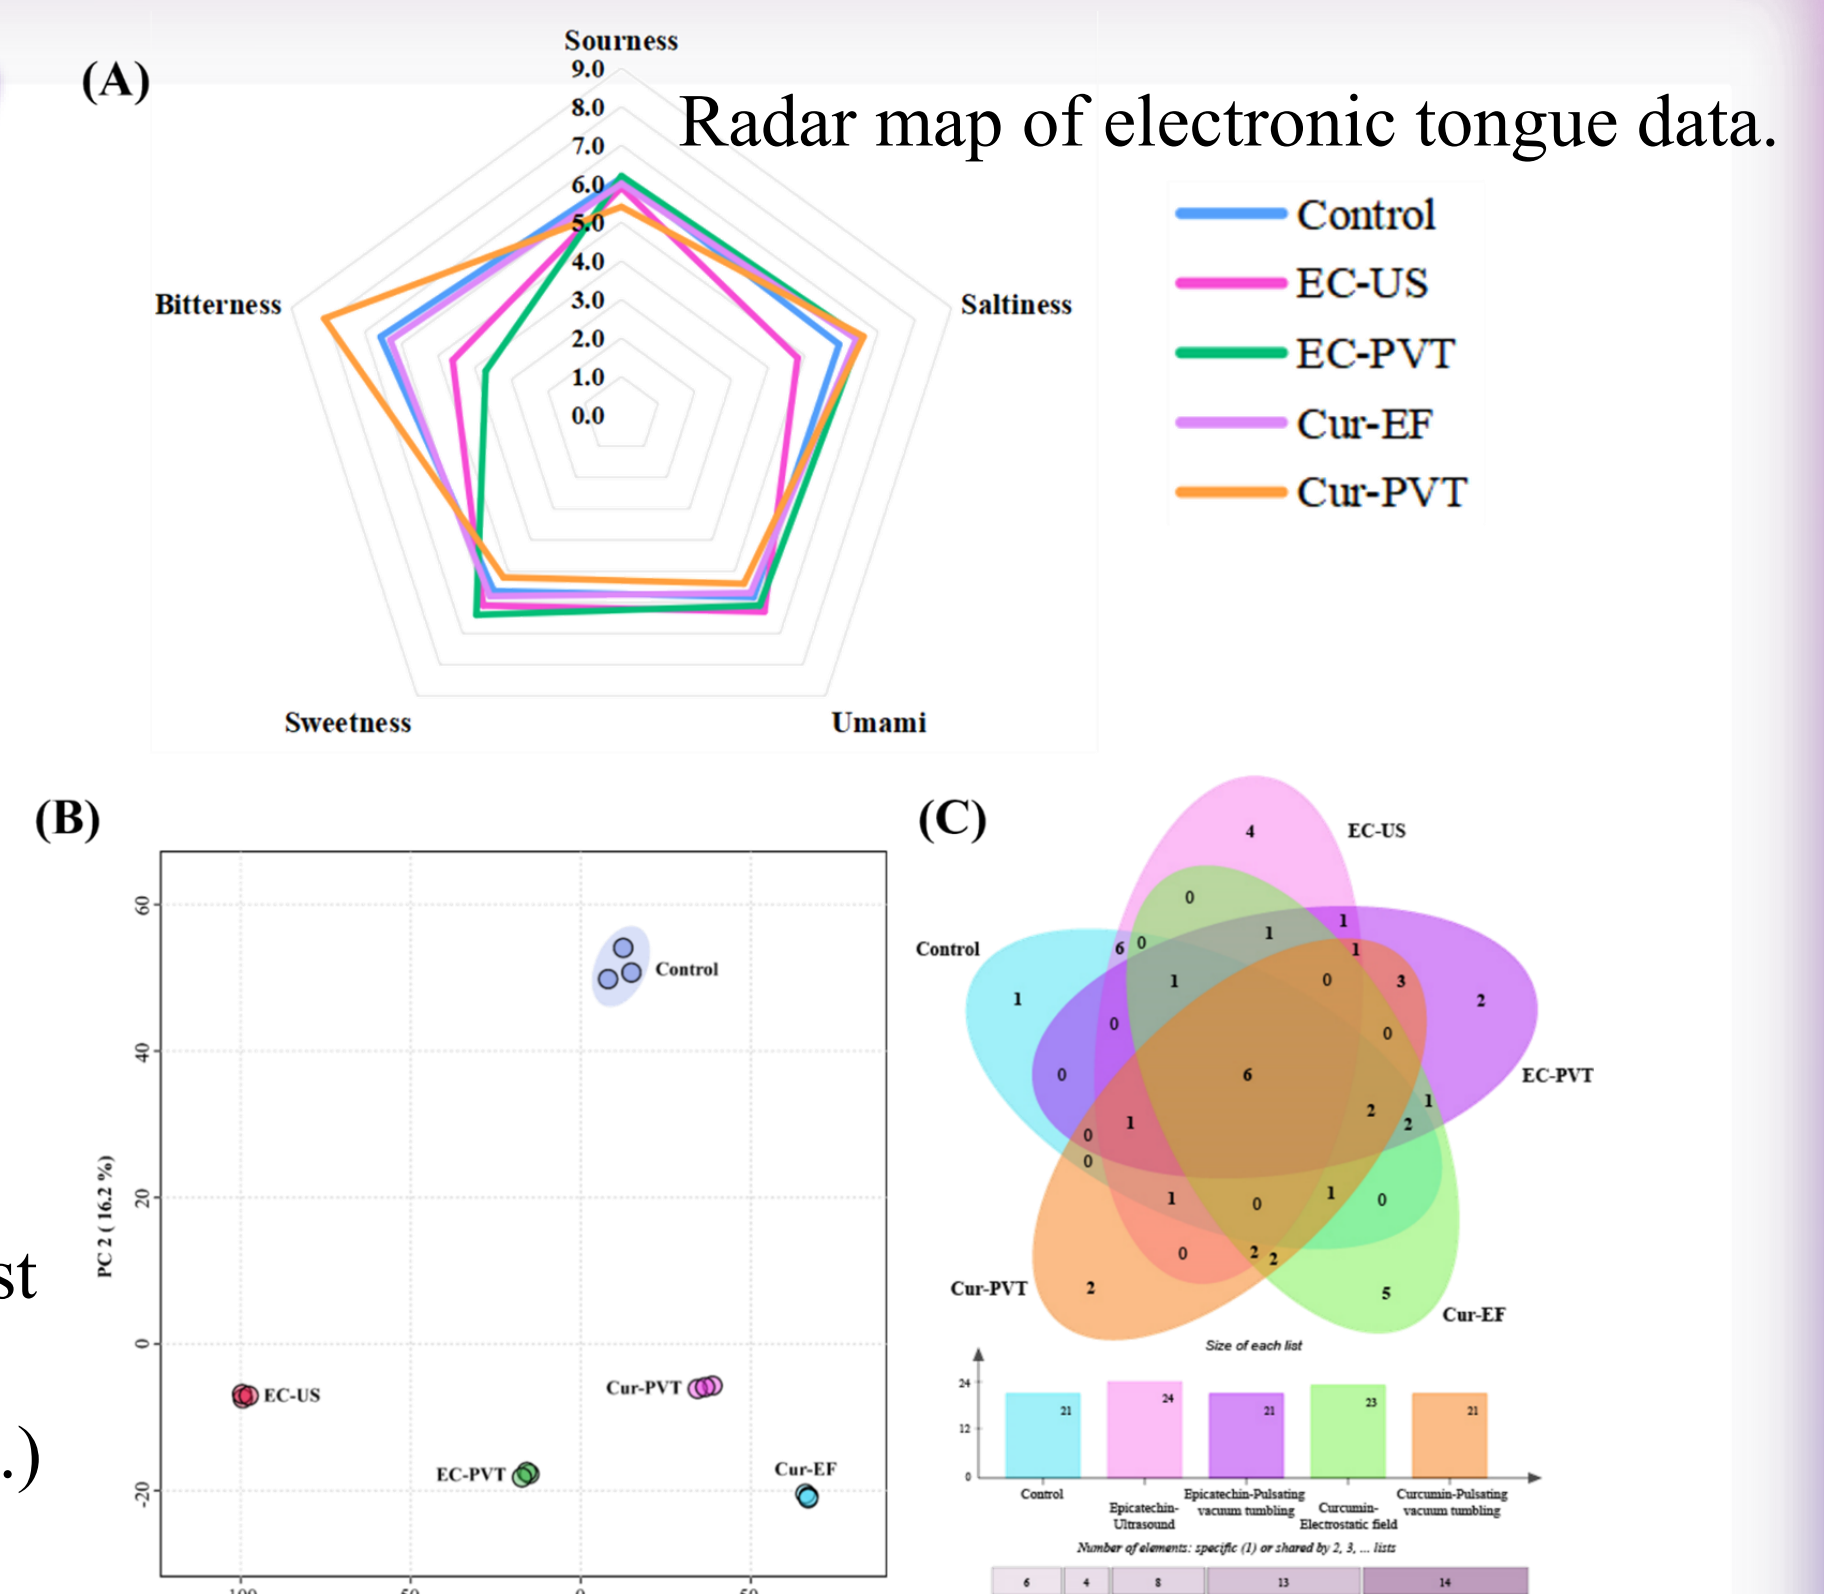 (A)
Sourness
9.0
8.0
7.0
6.0
5.0
4.0
3.0
2.0
1.0
0.0
Radar map of electronic tongue data.
Bitterness
Saltiness
Sweetness
Umami
Control
EC-US
EC-PVT
Cur-EF
Cur-PVT
(B)
60
40
20
0
-20
PC 2 ( 16.2 %)
Control
EC-US
Cur-PVT
EC-PVT
Cur-EF
st
.)
(C)
EC-US
Control
EC-PVT
Cur-PVT
Cur-EF
4
0
1
1
6 0
1
1
1
0
3
2
0
0
0
6
1
2
2
0
1
0
1
0
1
0
0
2 2
2
5
Size of each list
24
12
0
21
24
21
23
21
Control
Epicatechin-
Ultrasound
Epicatechin-Pulsating
vacuum tumbling
Curcumin-
Electrostatic field
Curcumin-Pulsating
vacuum tumbling
Number of elements: specific (1) or shared by 2, 3, ... lists
6 4 8 13 14